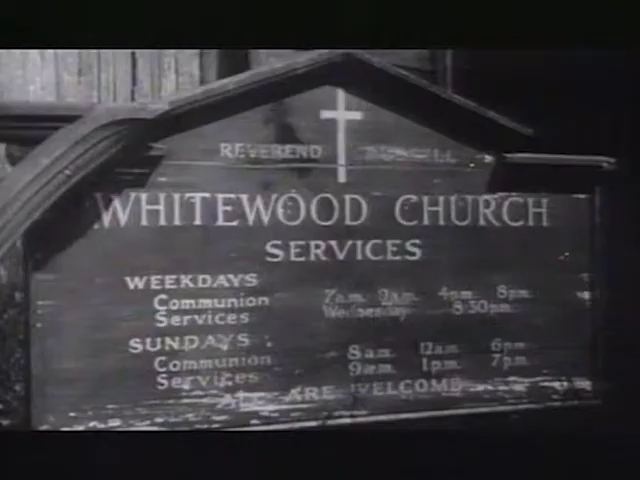 REVEREND RUSSELL
WHITEWOOD CHURCH
SERVICES
WEEKDAYS
Communion 7am. 9am. 4pm. 8pm.
Services Wednesday 8 30pm.
SUNDAYS
Communion 8am. 12am. 6pm.
Services 9am. 1pm. 7pm.
ALL ARE WELCOME